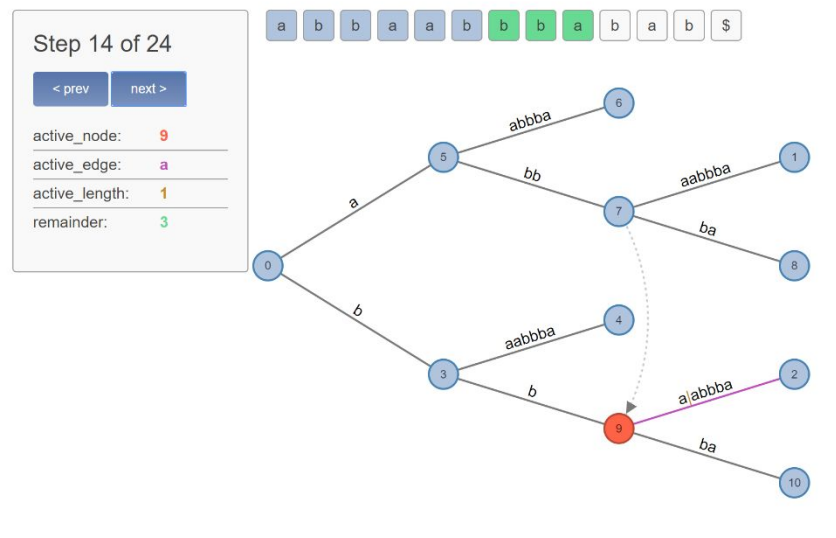 Step 14 of 24
< prev next >
active_node: 9
active_edge: a
active_length: 1
remainder: 3
a b b a a b b b a b a b $
6
abbba
5
1
a
bb
aabbba
7
ba
0
8
b
4
aabbba
3
2
b
a|abbba
9
ba
10